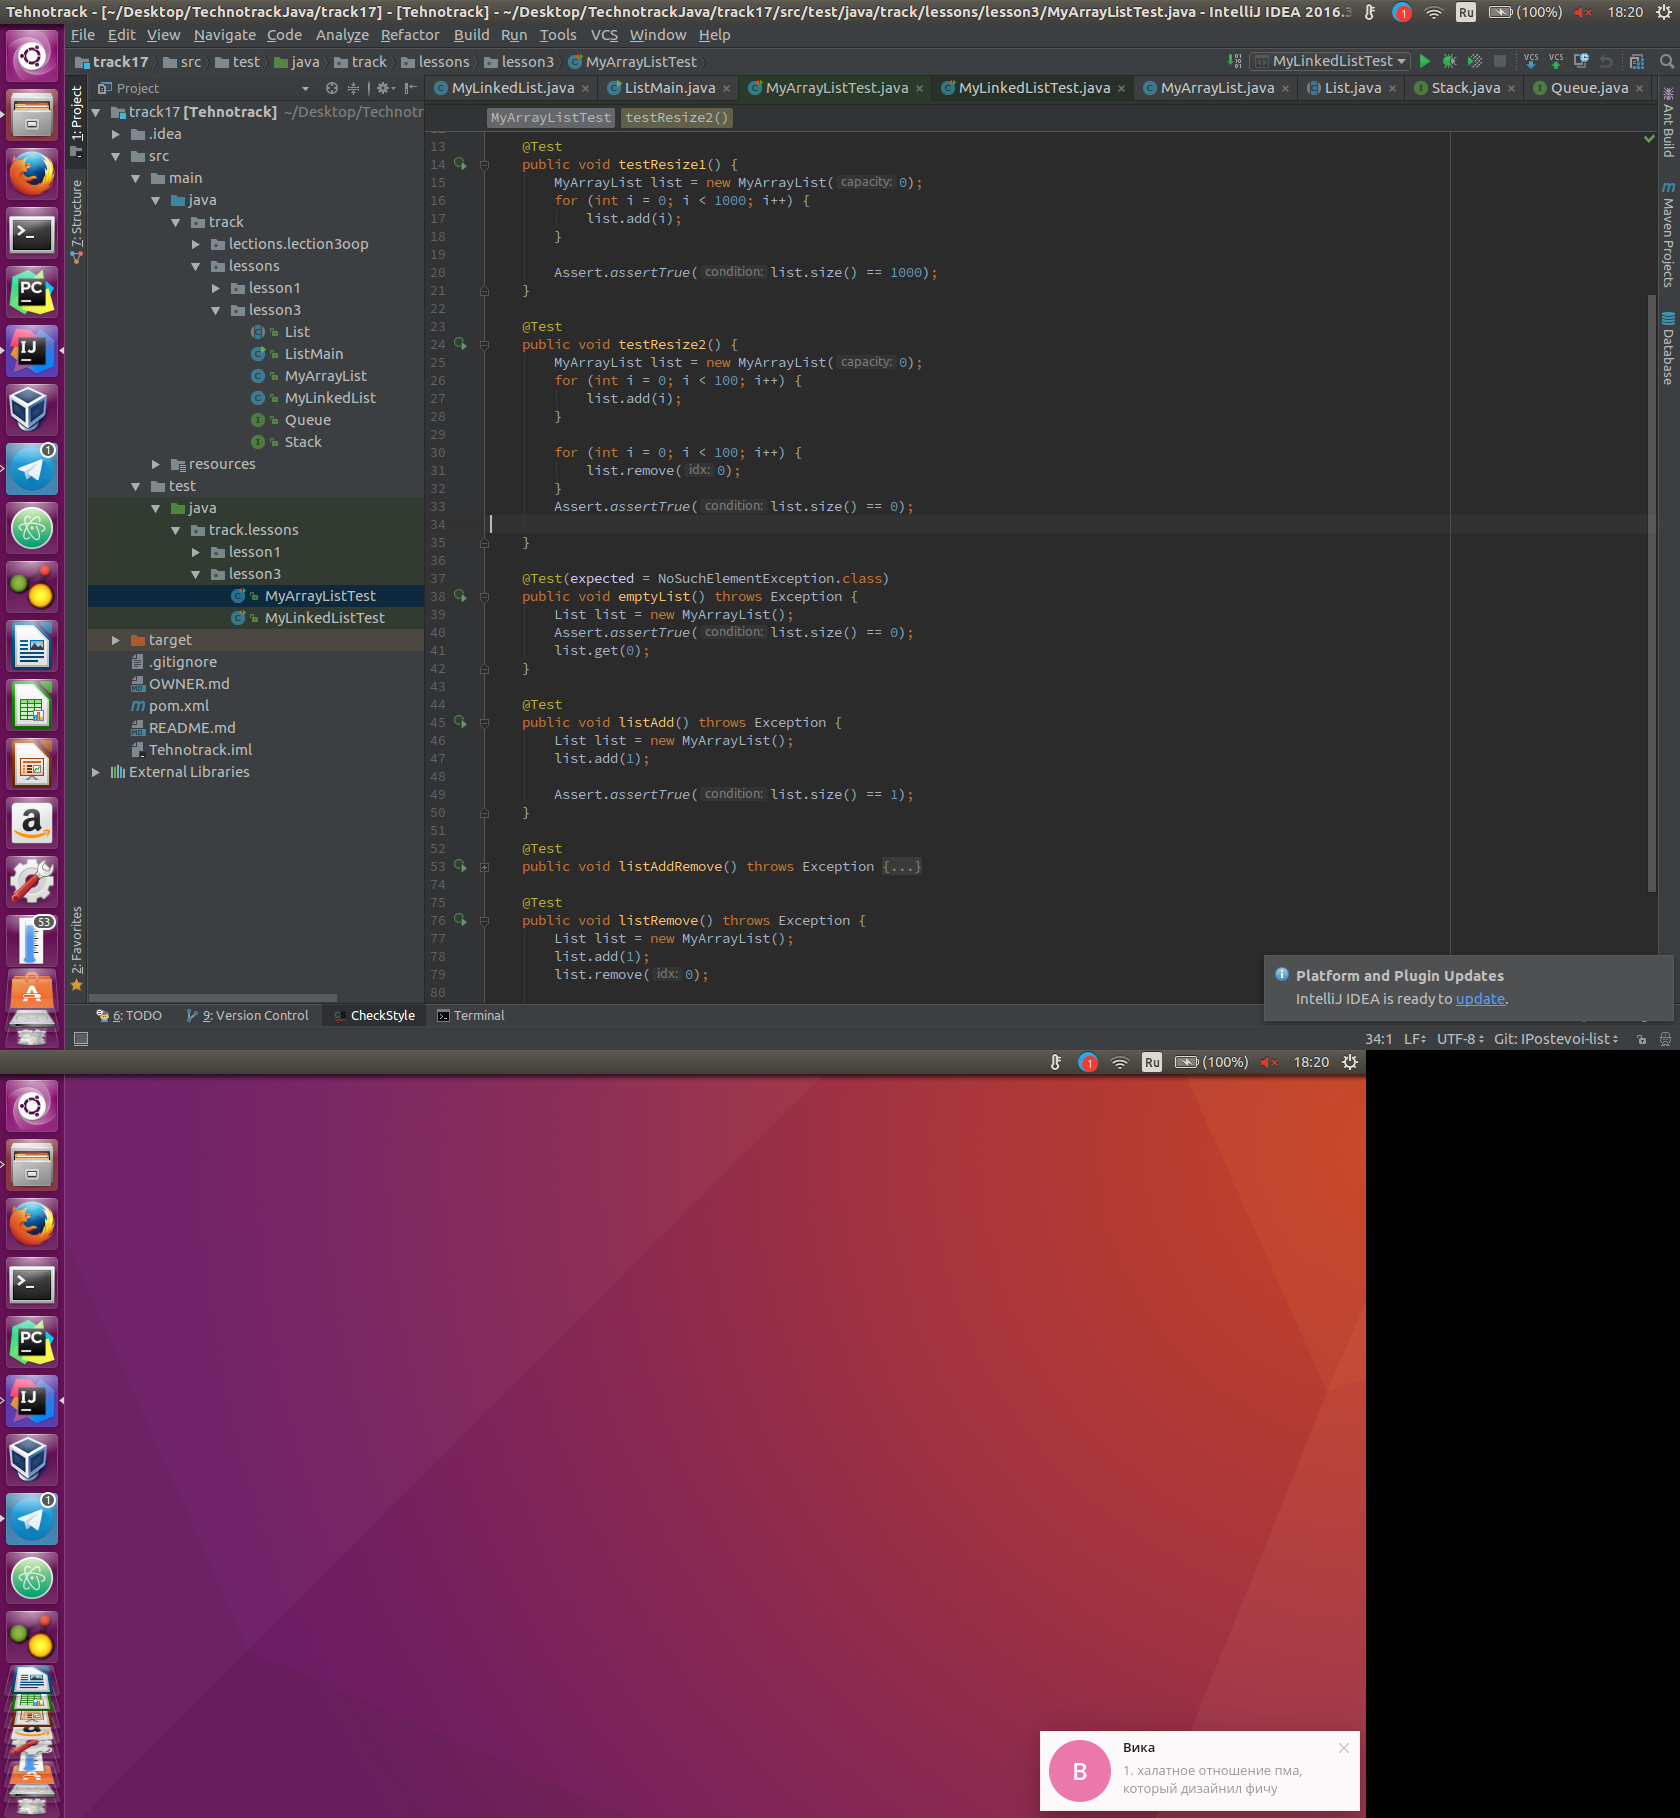 Tehnotrack - [~/Desktop/TechnotrackJava/track17] - [Tehnotrack] - ~/Desktop/TechnotrackJava/track17/src/test/java/track/lessons/lesson3/MyArrayListTest.java - IntelliJ IDEA 2016.3
1 Ru (100%) 18:20
File Edit View Navigate Code Analyze Refactor Build Run Tools VCS Window Help
track17 src test java track lessons lesson3 MyArrayListTest
MyLinkedListTest VCS VCS
Project
MyLinkedList.java ListMain.java MyArrayListTest.java MyLinkedListTest.java MyArrayList.java List.java Stack.java Queue.java
MyArrayListTest testResize2()
1: Project
7: Structure
2: Favorites
track17 [Tehnotrack] ~/Desktop/Technotr
.idea
src
main
java
track
lections.lection3oop
lessons
lesson1
lesson3
List
ListMain
MyArrayList
MyLinkedList
Queue
Stack
resources
test
java
track.lessons
lesson1
lesson3
MyArrayListTest
MyLinkedListTest
target
.gitignore
OWNER.md
pom.xml
README.md
Tehnotrack.iml
External Libraries
13 @Test
14 public void testResize1() {
15 MyArrayList list = new MyArrayList( capacity: 0);
16 for (int i = 0; i < 1000; i++) {
17 list.add(i);
18 }
19
20 Assert.assertTrue( condition: list.size() == 1000);
21 }
22
23 @Test
24 public void testResize2() {
25 MyArrayList list = new MyArrayList( capacity: 0);
26 for (int i = 0; i < 100; i++) {
27 list.add(i);
28 }
29
30 for (int i = 0; i < 100; i++) {
31 list.remove( idx: 0);
32 }
33 Assert.assertTrue( condition: list.size() == 0);
34
35 }
36
37 @Test(expected = NoSuchElementException.class)
38 public void emptyList() throws Exception {
39 List list = new MyArrayList();
40 Assert.assertTrue( condition: list.size() == 0);
41 list.get(0);
42 }
43
44 @Test
45 public void listAdd() throws Exception {
46 List list = new MyArrayList();
47 list.add(1);
48
49 Assert.assertTrue( condition: list.size() == 1);
50 }
51
52 @Test
53 public void listAddRemove() throws Exception {...}
74
75 @Test
76 public void listRemove() throws Exception {
77 List list = new MyArrayList();
78 list.add(1);
79 list.remove( idx: 0);
80
Ant Build
Maven Projects
Database
Platform and Plugin Updates
IntelliJ IDEA is ready to update.
6: TODO 9: Version Control CheckStyle Terminal
34:1 LF UTF-8 Git: IPostevoi-list
PC
IJ
1
a
53
1 Ru (100%) 18:20
PC
IJ
1
В
Вика
1. халатное отношение пма,
который дизайнил фичу